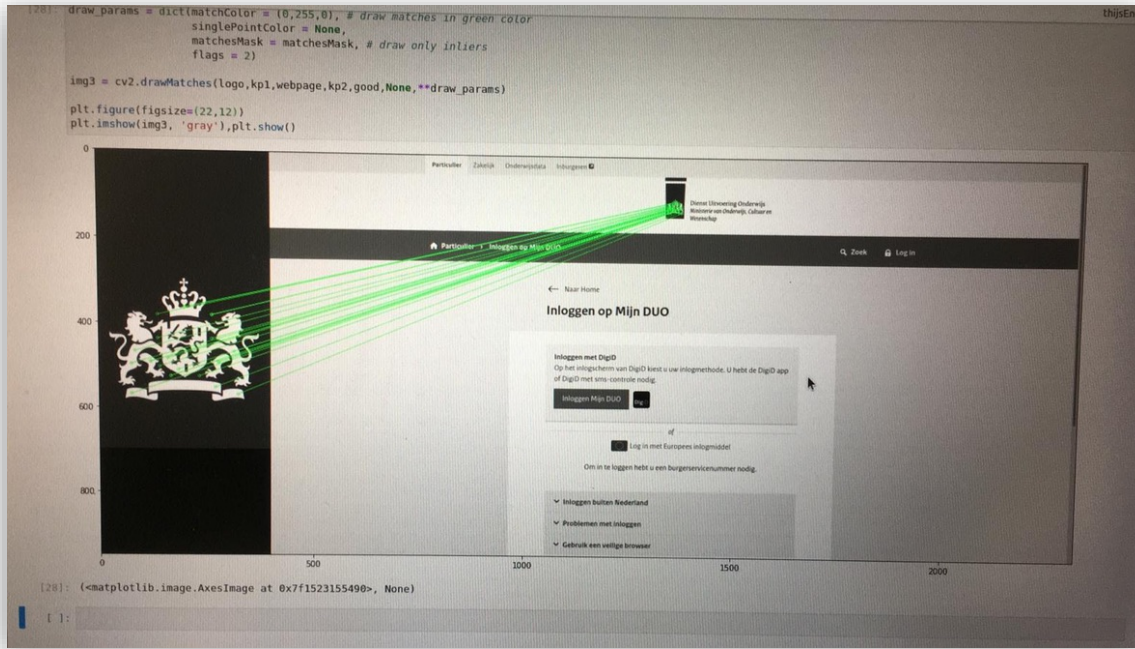 [28]: draw_params = dict(matchColor = (0,255,0), # draw matches in green color
singlePointColor = None,
matchesMask = matchesMask, # draw only inliers
flags = 2)
img3 = cv2.drawMatches(logo,kp1,webpage,kp2,good,None,**draw_params)
plt.figure(figsize=(22,12))
plt.imshow(img3, 'gray'),plt.show()
thijsEn
0
200
400
600
800
Particulier Zakelijk Onderwijsdata Inburgeren
Dienst Uitvoering Onderwijs
Ministerie van Onderwijs, Cultuur en
Wetenschap
Particulier > Inloggen op Mijn DUO
Zoek Log in
← Naar Home
Inloggen op Mijn DUO
Inloggen met DigiD
Op het inlogscherm van DigiD kiest u uw inlogmethode. U hebt de DigiD app
of DigiD met sms-controle nodig.
Inloggen Mijn DUO
of
Log in met Europees inlogmiddel
Om in te loggen hebt u een burgerservicenummer nodig.
Inloggen buiten Nederland
Problemen met inloggen
Gebruik een veilige browser
0 500 1000 1500 2000
[28]: (<matplotlib.image.AxesImage at 0x7f1523155490>, None)
[ ]: